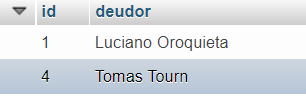 id deudor
1 Luciano Oroquieta
4 Tomas Tourn